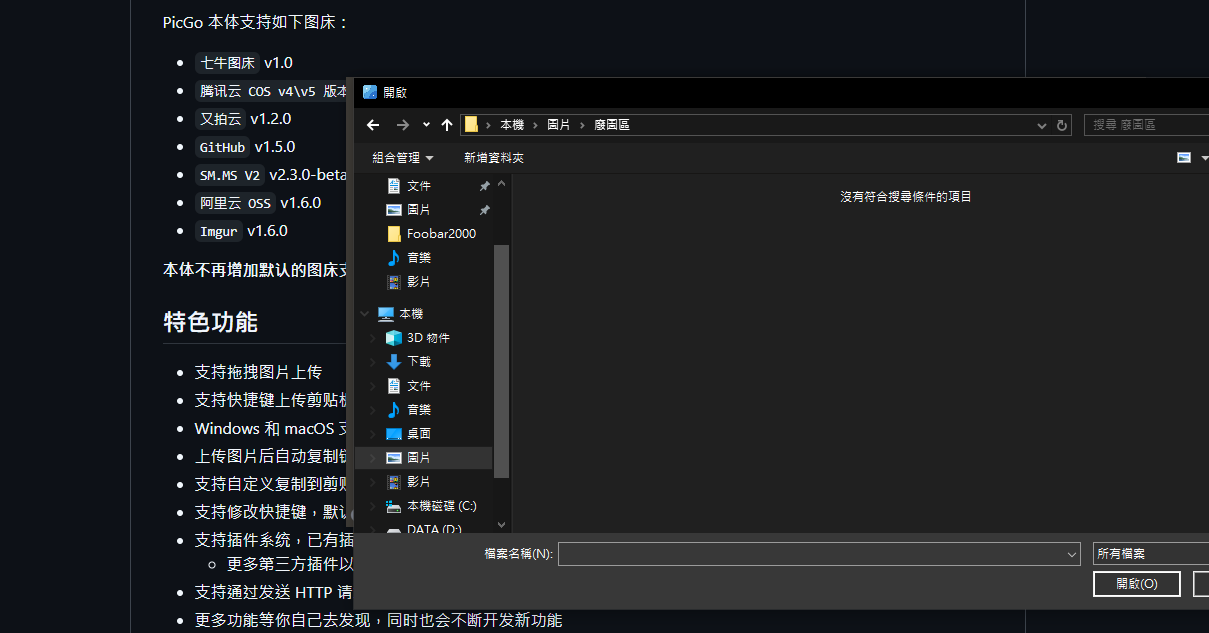 PicGo 本体支持如下图床：
七牛图床 v1.0
腾讯云 COS v4\v5 版本
又拍云 v1.2.0
GitHub v1.5.0
SM.MS V2 v2.3.0-beta
阿里云 OSS v1.6.0
Imgur v1.6.0
本体不再增加默认的图床支
特色功能
支持拖拽图片上传
支持快捷键上传剪贴板
Windows 和 macOS 支
上传图片后自动复制链
支持自定义复制到剪贴
支持修改快捷键，默认
支持插件系统，已有插
更多第三方插件以
支持通过发送 HTTP 请
更多功能等你自己去发现，同时也会不断开发新功能
開啟
本機 › 圖片 › 廢圖區
搜尋 廢圖區
組合管理
新增資料夾
文件
圖片
Foobar2000
音樂
影片
本機
3D 物件
下載
文件
音樂
桌面
圖片
影片
本機磁碟 (C:)
DATA (D:)
沒有符合搜尋條件的項目
檔案名稱(N):
所有檔案
開啟(O)